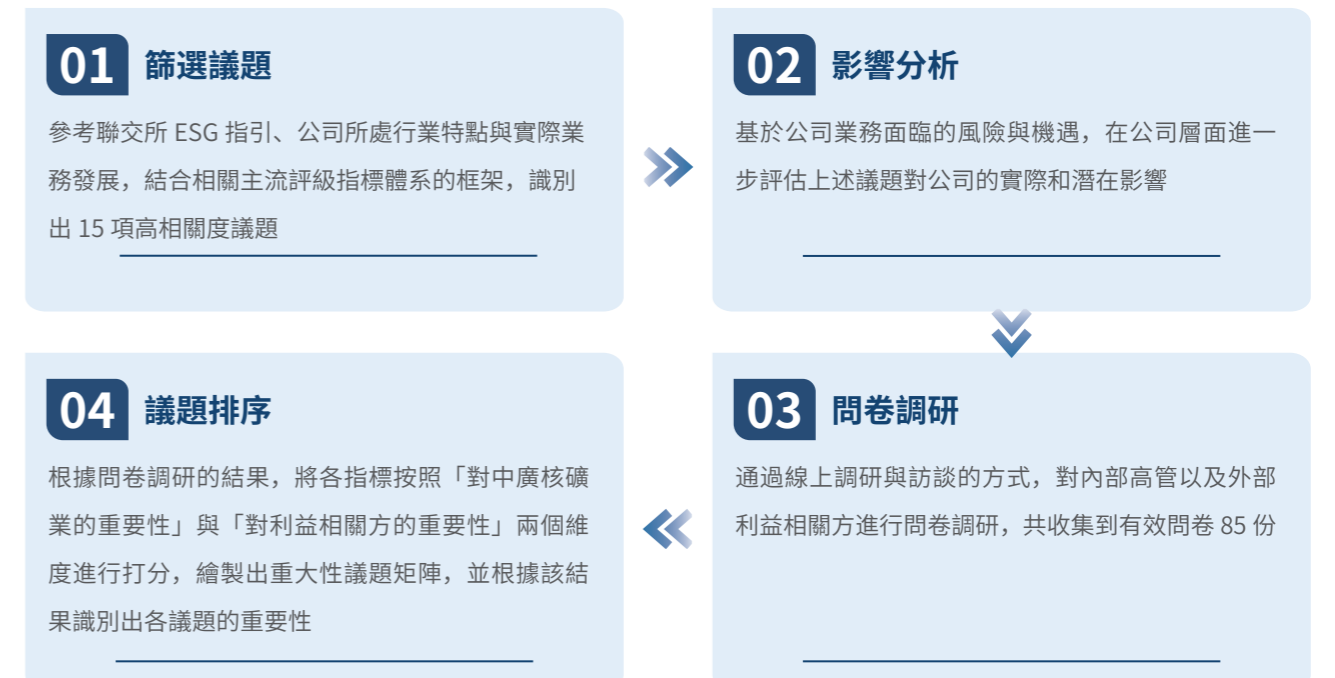 01 篩選議題
參考聯交所 ESG 指引、公司所處行業特點與實際業
務發展，結合相關主流評級指標體系的框架，識別
出 15 項高相關度議題
02 影響分析
基於公司業務面臨的風險與機遇，在公司層面進一
步評估上述議題對公司的實際和潛在影響
03 問卷調研
通過線上調研與訪談的方式，對內部高管以及外部
利益相關方進行問卷調研，共收集到有效問卷 85 份
04 議題排序
根據問卷調研的結果，將各指標按照「對中廣核礦
業的重要性」與「對利益相關方的重要性」兩個維
度進行打分，繪製出重大性議題矩陣，並根據該結
果識別出各議題的重要性